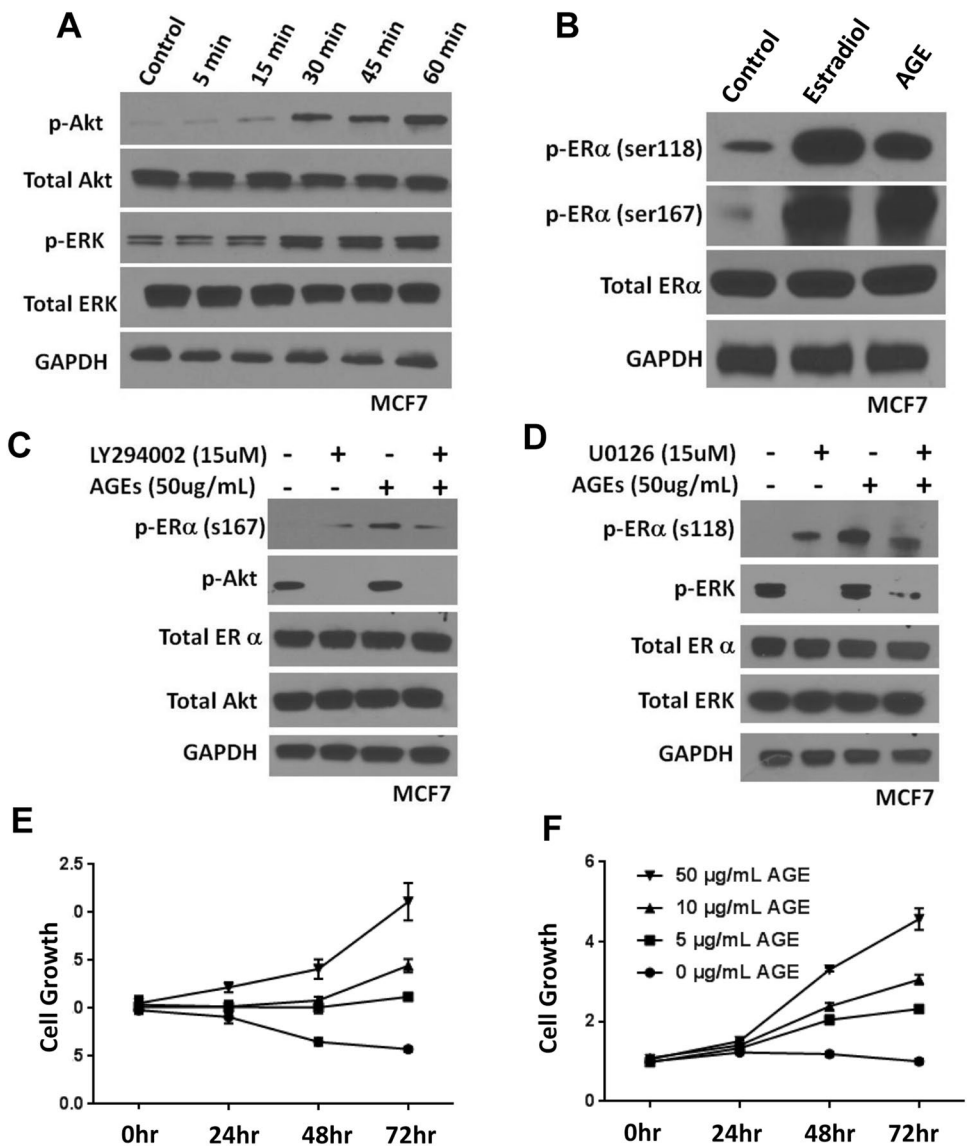 A
Control
5 min
15 min
30 min
45 min
60 min
p-Akt
Total Akt
p-ERK
Total ERK
GAPDH
MCF7
B
Control
Estradiol
AGE
p-ERα (ser118)
p-ERα (ser167)
Total ERα
GAPDH
MCF7
C
LY294002 (15uM) - + - +
AGEs (50ug/mL) - - + +
p-ERα (s167)
p-Akt
Total ER α
Total Akt
GAPDH
MCF7
D
U0126 (15uM) - + - +
AGEs (50ug/mL) - - + +
p-ERα (s118)
p-ERK
Total ER α
Total ERK
GAPDH
MCF7
E
Cell Growth
2.5
0
0
5
0.0
0hr 24hr 48hr 72hr
F
Cell Growth
6
4
2
0
50 µg/mL AGE
10 µg/mL AGE
5 µg/mL AGE
0 µg/mL AGE
0hr 24hr 48hr 72hr